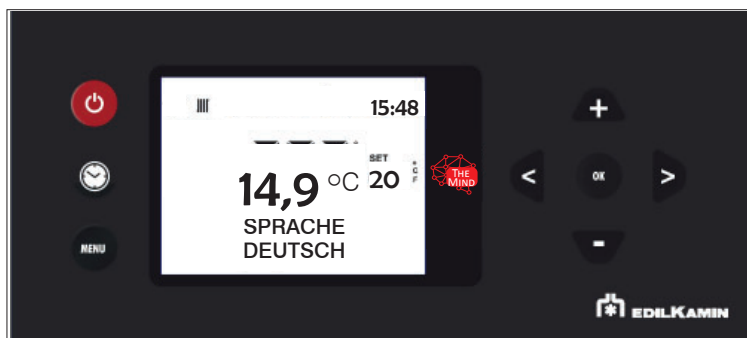 15:48
SET
14,9 °C 20 °C °F
SPRACHE
DEUTSCH
MENU
THE
MIND
+
< OK >
-
EDILKAMIN